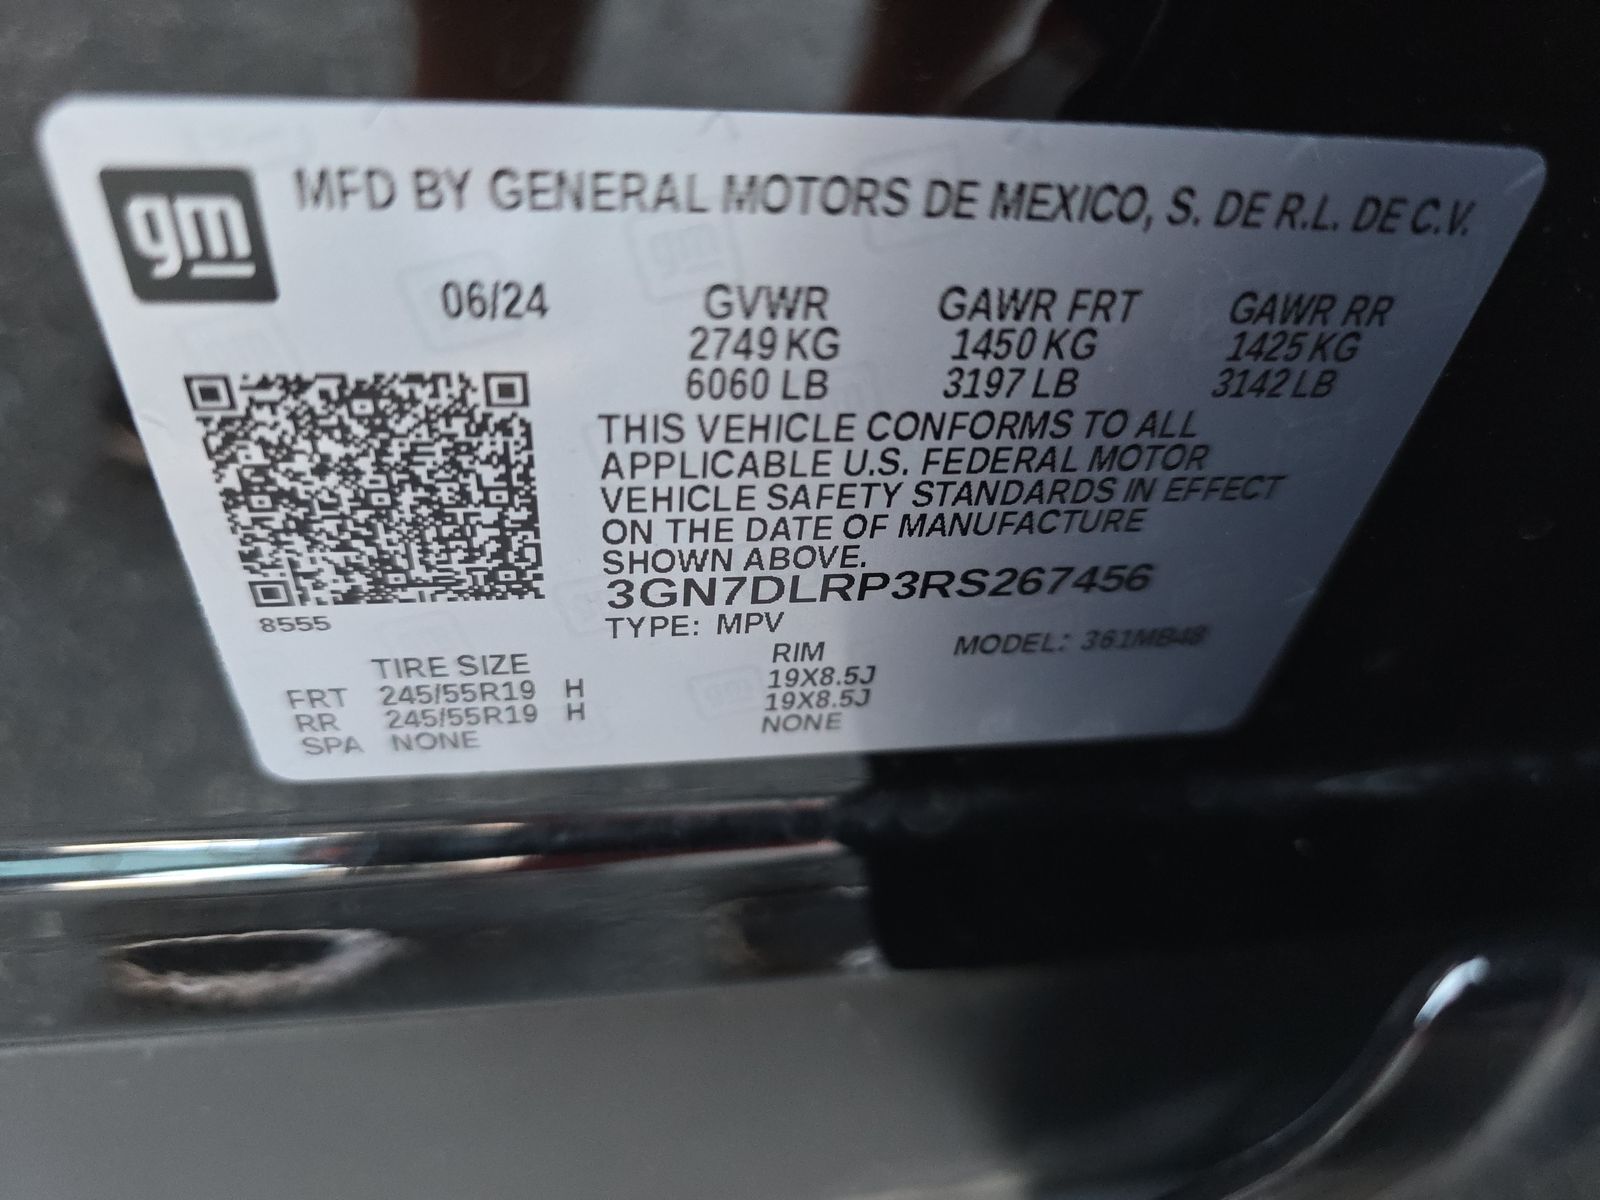 gm
MFD BY GENERAL MOTORS DE MEXICO, S. DE R.L. DE C.V.
06/24 GVWR GAWR FRT GAWR RR
2749 KG 1450 KG 1425 KG
6060 LB 3197 LB 3142 LB
THIS VEHICLE CONFORMS TO ALL
APPLICABLE U.S. FEDERAL MOTOR
VEHICLE SAFETY STANDARDS IN EFFECT
ON THE DATE OF MANUFACTURE
SHOWN ABOVE.
3GN7DLRP3RS267456
8555
TYPE: MPV
MODEL: 361MB48
TIRE SIZE RIM
FRT 245/55R19 H 19X8.5J
RR 245/55R19 H 19X8.5J
SPA NONE NONE